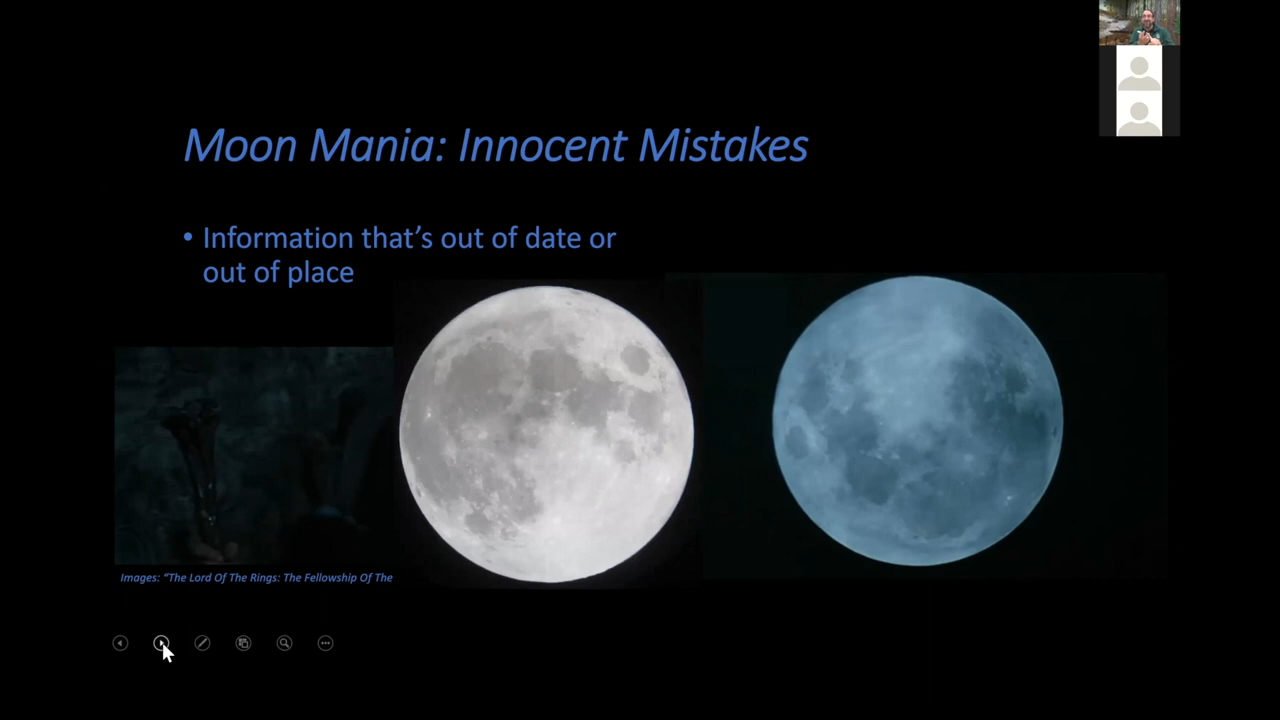 Moon Mania: Innocent Mistakes
• Information that's out of date or
out of place
Images: "The Lord Of The Rings: The Fellowship Of The